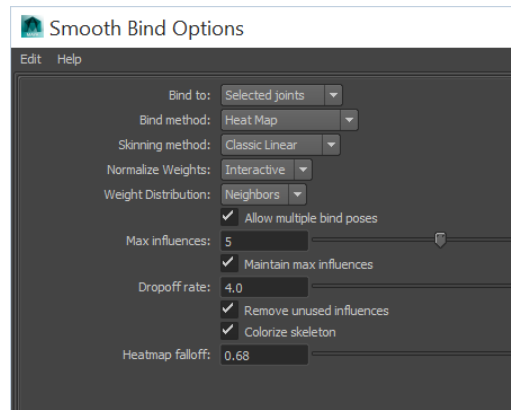 Smooth Bind Options
Edit Help
Bind to: Selected joints
Bind method: Heat Map
Skinning method: Classic Linear
Normalize Weights: Interactive
Weight Distribution: Neighbors
Allow multiple bind poses
Max influences: 5
Maintain max influences
Dropoff rate: 4.0
Remove unused influences
Colorize skeleton
Heatmap falloff: 0.68